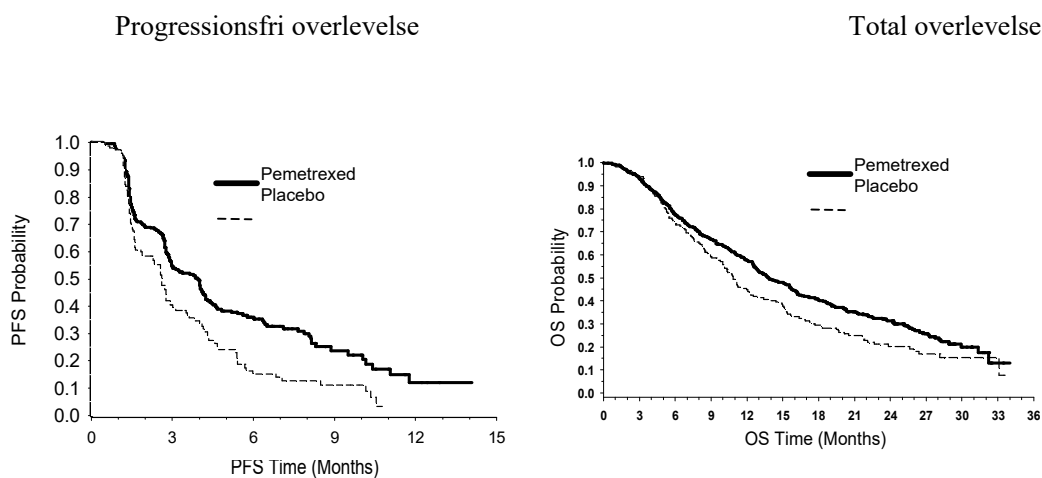 Progressionsfri overlevelse
Total overlevelse
1.0
0.9
0.8
0.7
0.6
0.5
0.4
0.3
0.2
0.1
0.0
PFS Probability
Pemetrexed
Placebo
0 3 6 9 12 15
PFS Time (Months)
1.0
0.9
0.8
0.7
0.6
0.5
0.4
0.3
0.2
0.1
0.0
OS Probability
Pemetrexed
Placebo
0 3 6 9 12 15 18 21 24 27 30 33 36
OS Time (Months)